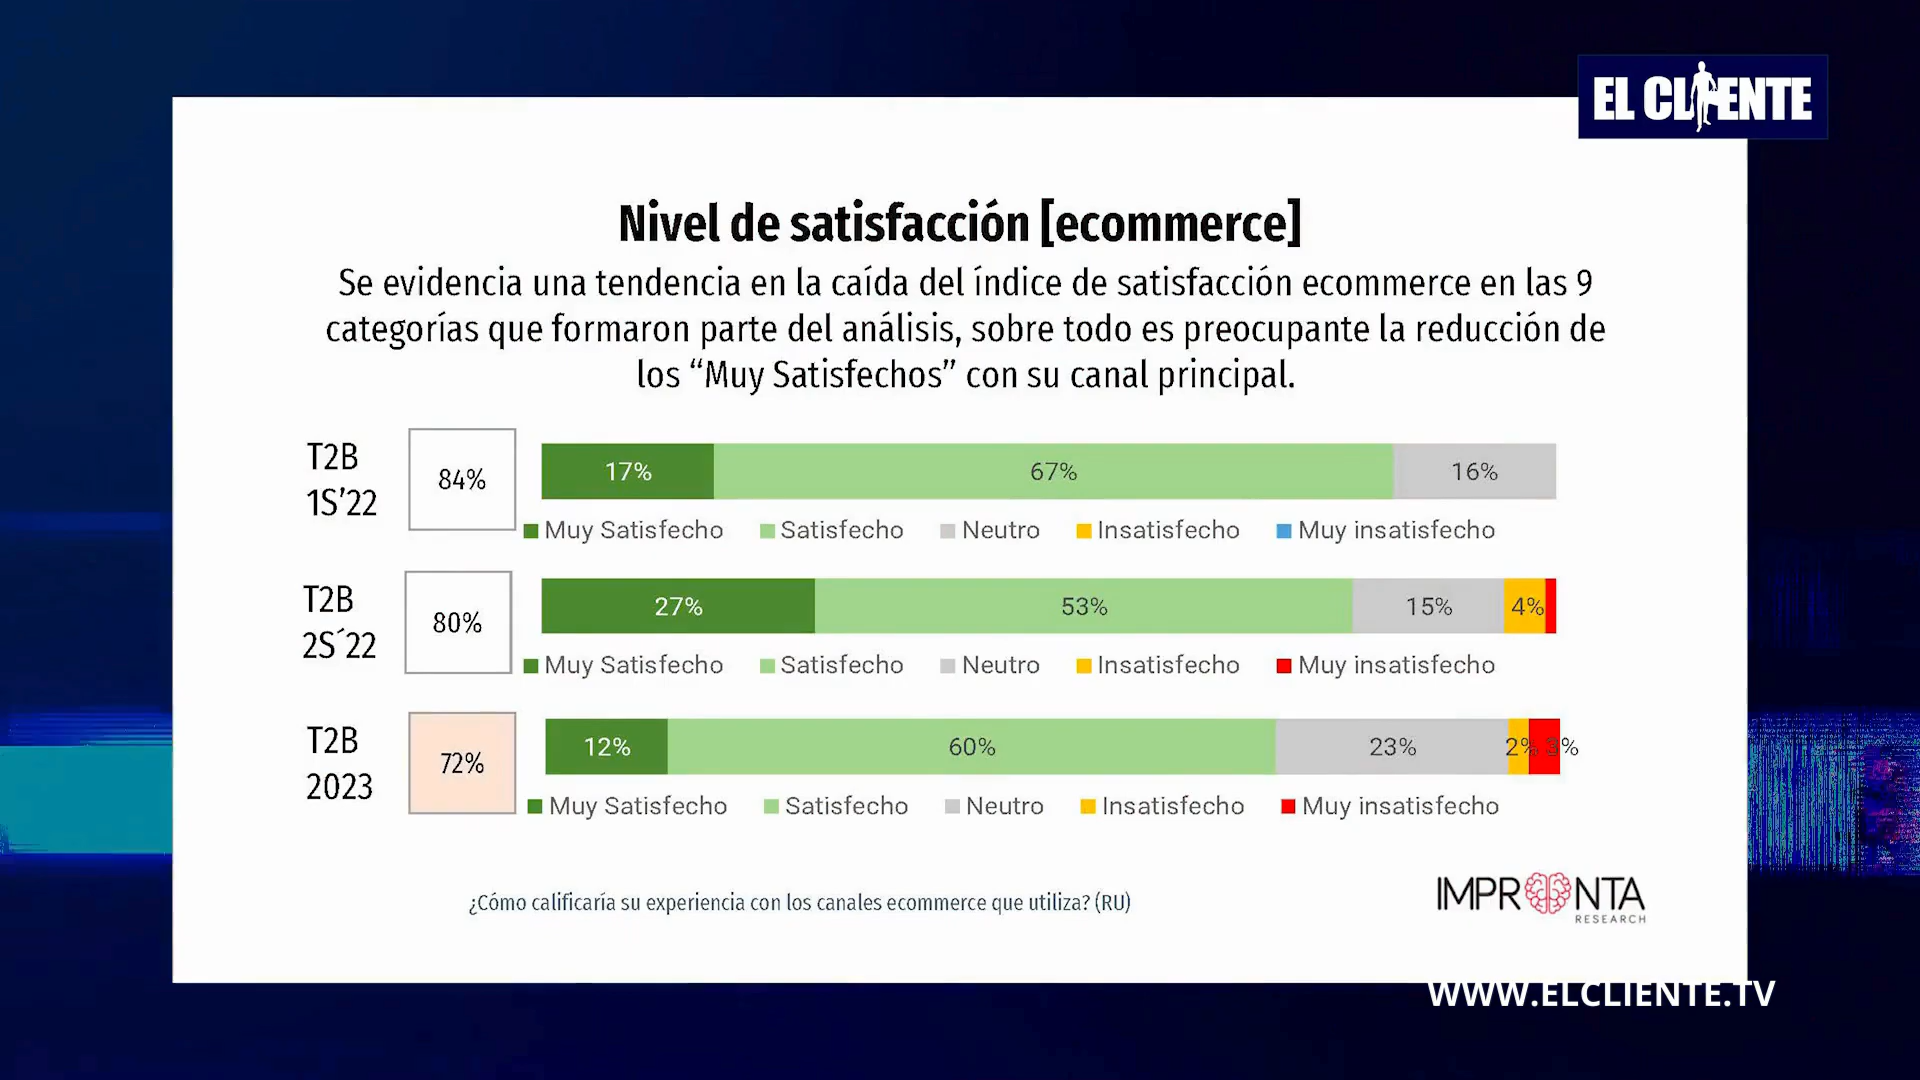 EL CLIENTE
Nivel de satisfacción [ecommerce]
Se evidencia una tendencia en la caída del índice de satisfacción ecommerce en las 9
categorías que formaron parte del análisis, sobre todo es preocupante la reducción de
los “Muy Satisfechos” con su canal principal.
T2B
1S’22
84%
17% 67% 16%
Muy Satisfecho Satisfecho Neutro Insatisfecho Muy insatisfecho
T2B
2S´22
80%
27% 53% 15% 4%
Muy Satisfecho Satisfecho Neutro Insatisfecho Muy insatisfecho
T2B
2023
72%
12% 60% 23% 2% 3%
Muy Satisfecho Satisfecho Neutro Insatisfecho Muy insatisfecho
¿Cómo calificaría su experiencia con los canales ecommerce que utiliza? (RU)
IMPRONTA
RESEARCH
WWW.ELCLIENTE.TV